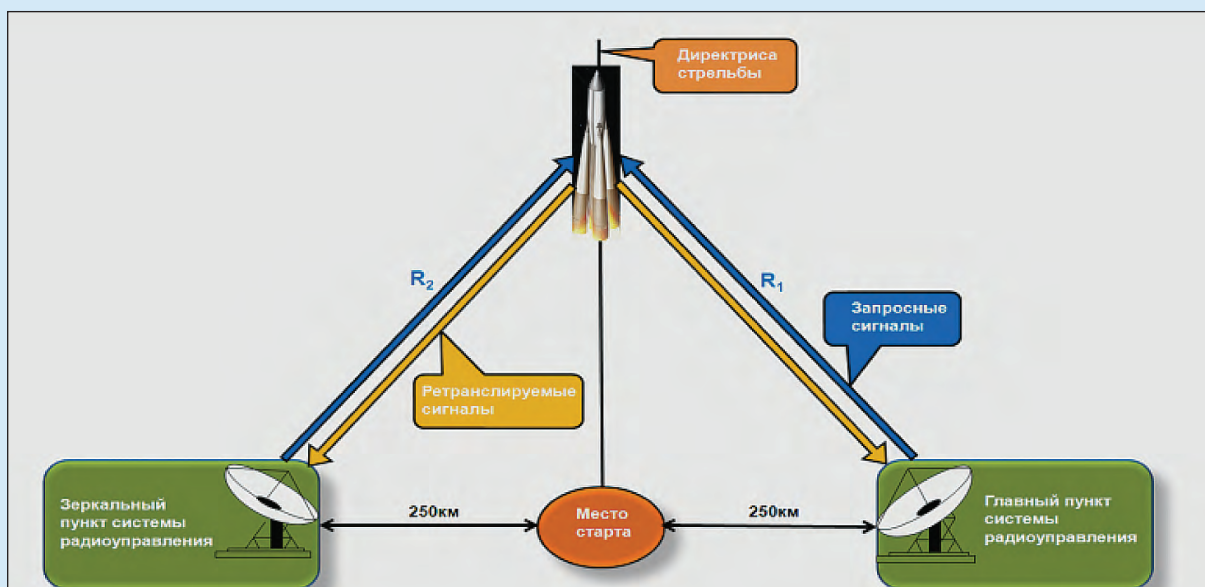 Директриса
стрельбы
R₂
R₁
Запросные
сигналы
Ретранслируемые
сигналы
Зеркальный
пункт системы
радиоуправления
250км
Место
старта
250км
Главный пункт
системы
радиоуправления